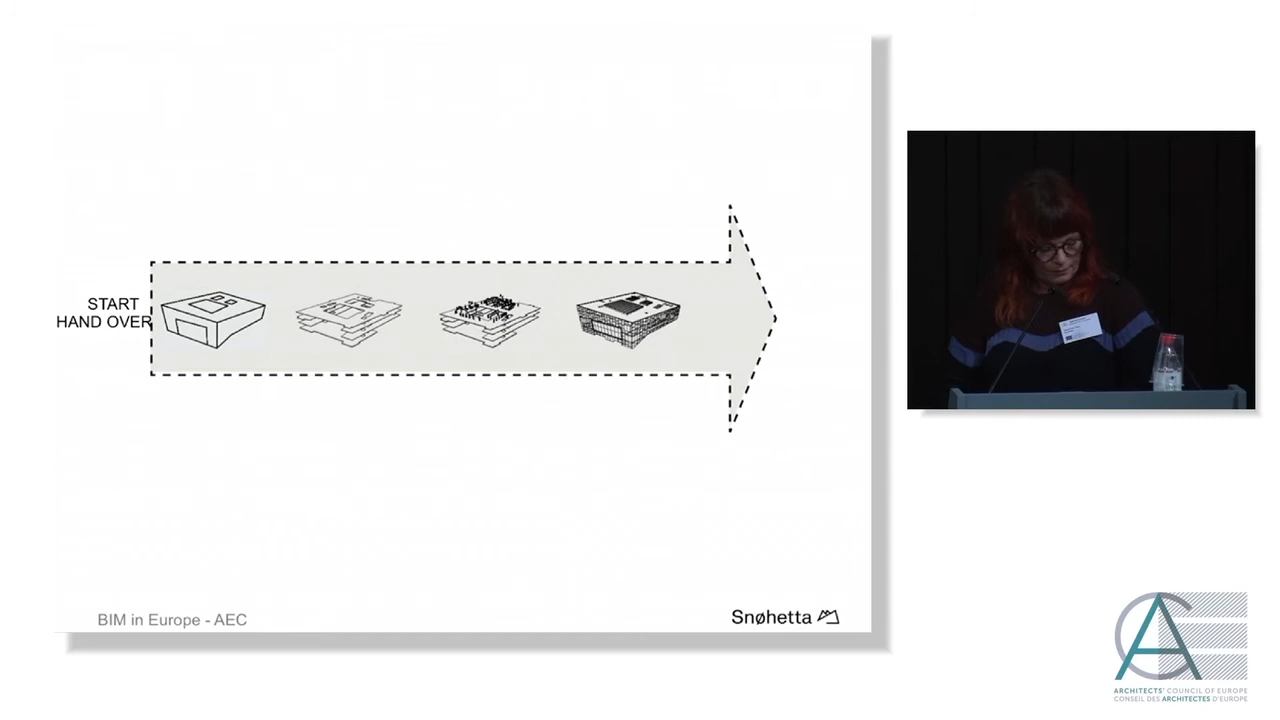 START
HAND OVER
BIM in Europe - AEC
Snøhetta
ARCHITECTS' COUNCIL OF EUROPE
CONSEIL DES ARCHITECTES D'EUROPE